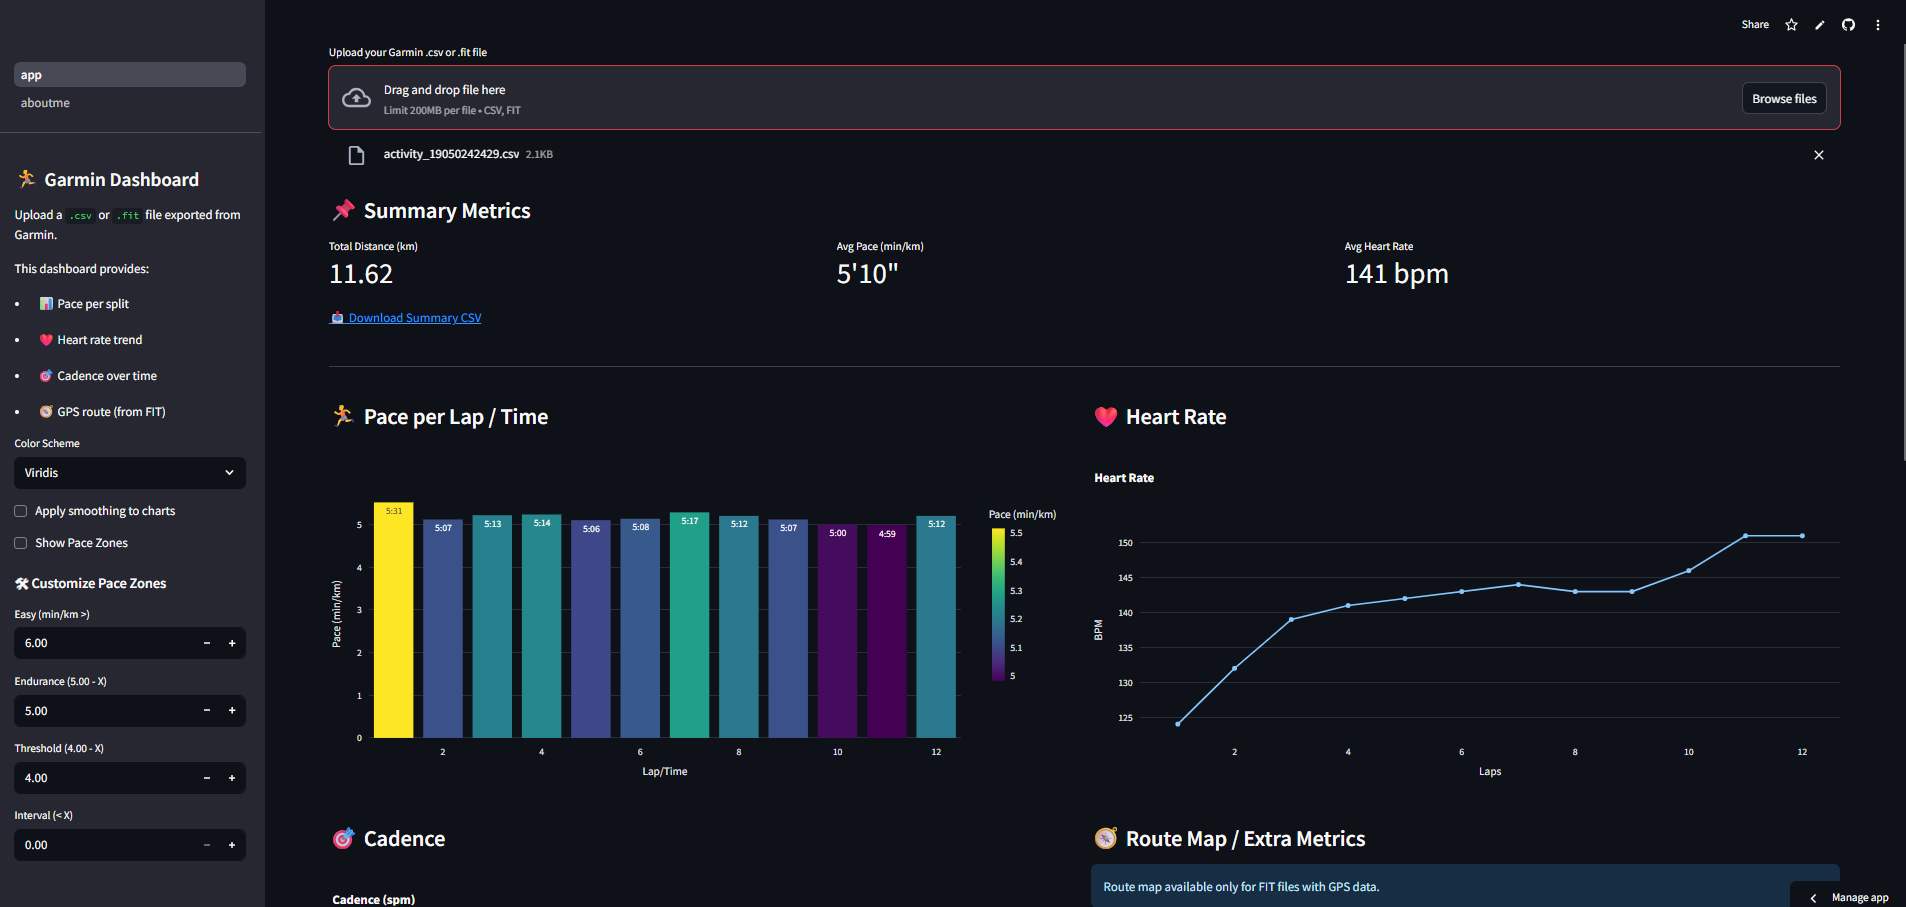 Share
app
aboutme
Garmin Dashboard
Upload a .csv or .fit file exported from
Garmin.
This dashboard provides:
Pace per split
Heart rate trend
Cadence over time
GPS route (from FIT)
Color Scheme
Viridis
Apply smoothing to charts
Show Pace Zones
Customize Pace Zones
Easy (min/km >)
6.00
Endurance (5.00 - X)
5.00
Threshold (4.00 - X)
4.00
Interval (< X)
0.00
Upload your Garmin .csv or .fit file
Drag and drop file here
Limit 200MB per file • CSV, FIT
Browse files
activity_19050242429.csv 2.1KB
Summary Metrics
Total Distance (km)
11.62
Avg Pace (min/km)
5'10"
Avg Heart Rate
141 bpm
Download Summary CSV
Pace per Lap / Time
Pace (min/km)
5
4
3
2
1
0
5:31
5:07
5:13
5:14
5:06
5:08
5:17
5:12
5:07
5:00
4:59
5:12
2
4
6
8
10
12
Lap/Time
Pace (min/km)
5.5
5.4
5.3
5.2
5.1
5
Heart Rate
Heart Rate
BPM
150
145
140
135
130
125
2
4
6
8
10
12
Laps
Cadence
Cadence (spm)
Route Map / Extra Metrics
Route map available only for FIT files with GPS data.
Manage app